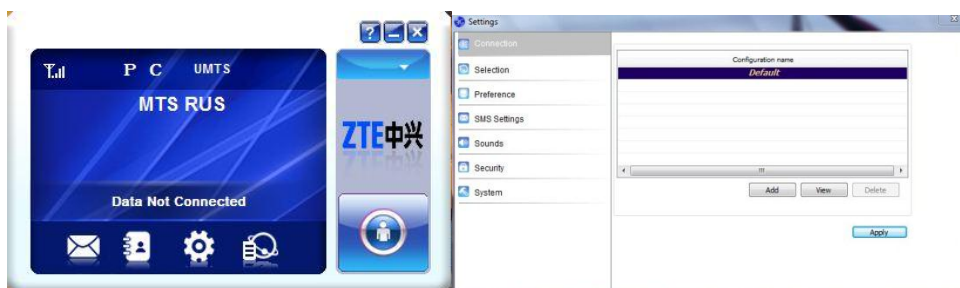 ?
P C UMTS
MTS RUS
ZTE中兴
Data Not Connected
Settings
Connection
Selection
Preference
SMS Settings
Sounds
Security
System
Configuration name
Default
Add View Delete
Apply